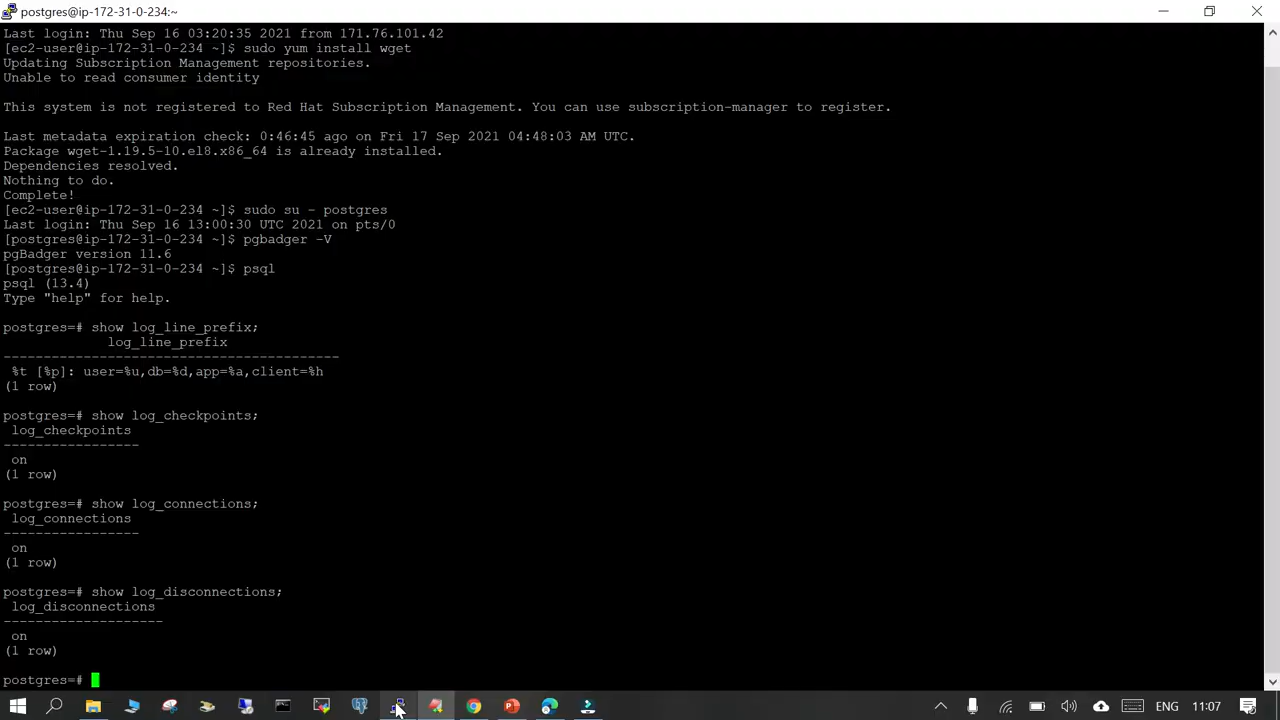 postgres@ip-172-31-0-234:~
Last login: Thu Sep 16 03:20:35 2021 from 171.76.101.42
[ec2-user@ip-172-31-0-234 ~]$ sudo yum install wget
Updating Subscription Management repositories.
Unable to read consumer identity
This system is not registered to Red Hat Subscription Management. You can use subscription-manager to register.
Last metadata expiration check: 0:46:45 ago on Fri 17 Sep 2021 04:48:03 AM UTC.
Package wget-1.19.5-10.el8.x86_64 is already installed.
Dependencies resolved.
Nothing to do.
Complete!
[ec2-user@ip-172-31-0-234 ~]$ sudo su - postgres
Last login: Thu Sep 16 13:00:30 UTC 2021 on pts/0
[postgres@ip-172-31-0-234 ~]$ pgbadger -V
pgBadger version 11.6
[postgres@ip-172-31-0-234 ~]$ psql
psql (13.4)
Type "help" for help.
postgres=# show log_line_prefix;
log_line_prefix
------------------------------------------
%t [%p]: user=%u,db=%d,app=%a,client=%h
(1 row)
postgres=# show log_checkpoints;
log_checkpoints
-----------------
on
(1 row)
postgres=# show log_connections;
log_connections
-----------------
on
(1 row)
postgres=# show log_disconnections;
log_disconnections
--------------------
on
(1 row)
postgres=#
ENG 11:07